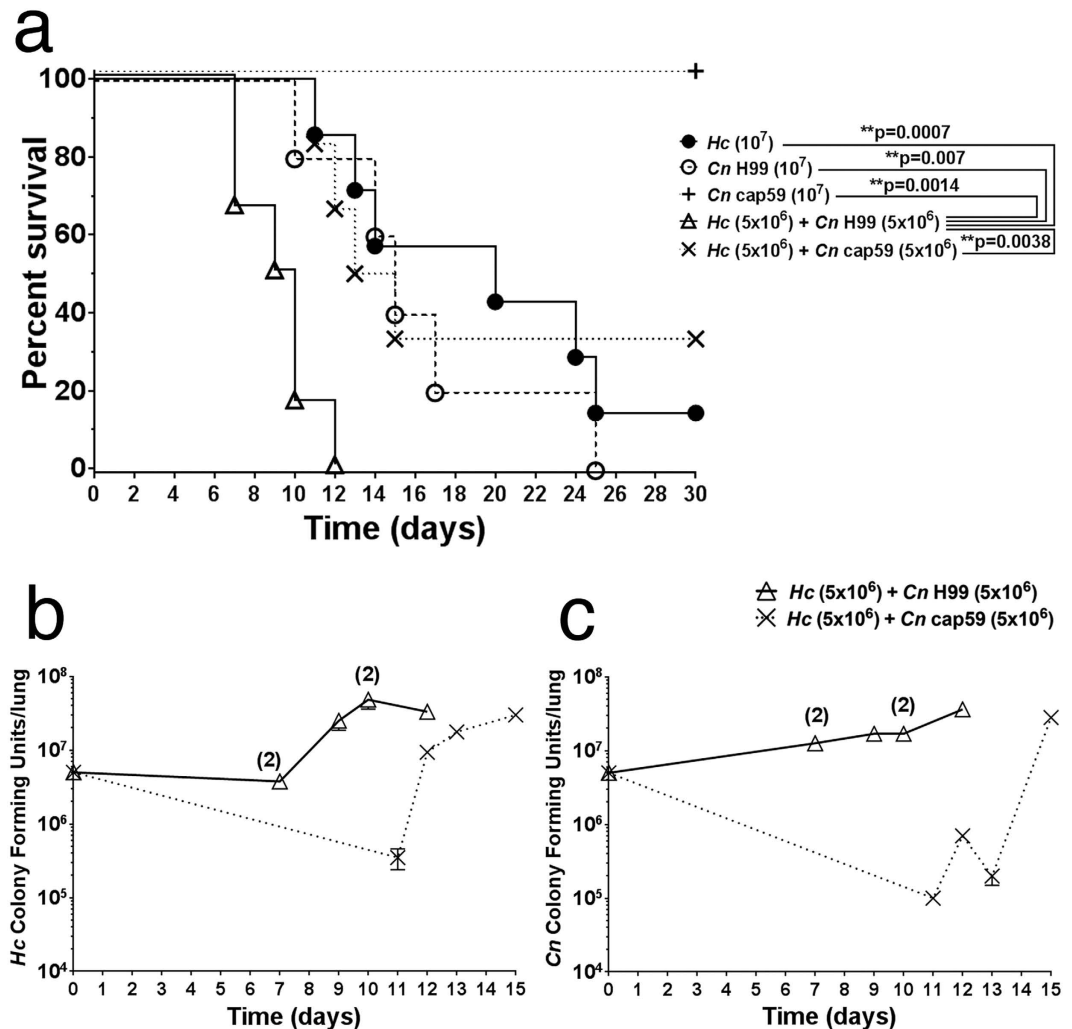 a
Percent survival
100
80
60
40
20
0
0 2 4 6 8 10 12 14 16 18 20 22 24 26 28 30
Time (days)
Hc (10⁷)
Cn H99 (10⁷)
Cn cap59 (10⁷)
Hc (5x10⁶) + Cn H99 (5x10⁶)
Hc (5x10⁶) + Cn cap59 (5x10⁶)
**p=0.0007
**p=0.007
**p=0.0014
**p=0.0038
Hc (5x10⁶) + Cn H99 (5x10⁶)
Hc (5x10⁶) + Cn cap59 (5x10⁶)
b
Hc Colony Forming Units/lung
10⁸
10⁷
10⁶
10⁵
10⁴
(2)
(2)
0 1 2 3 4 5 6 7 8 9 10 11 12 13 14 15
Time (days)
c
Cn Colony Forming Units/lung
10⁸
10⁷
10⁶
10⁵
10⁴
(2)
(2)
0 1 2 3 4 5 6 7 8 9 10 11 12 13 14 15
Time (days)